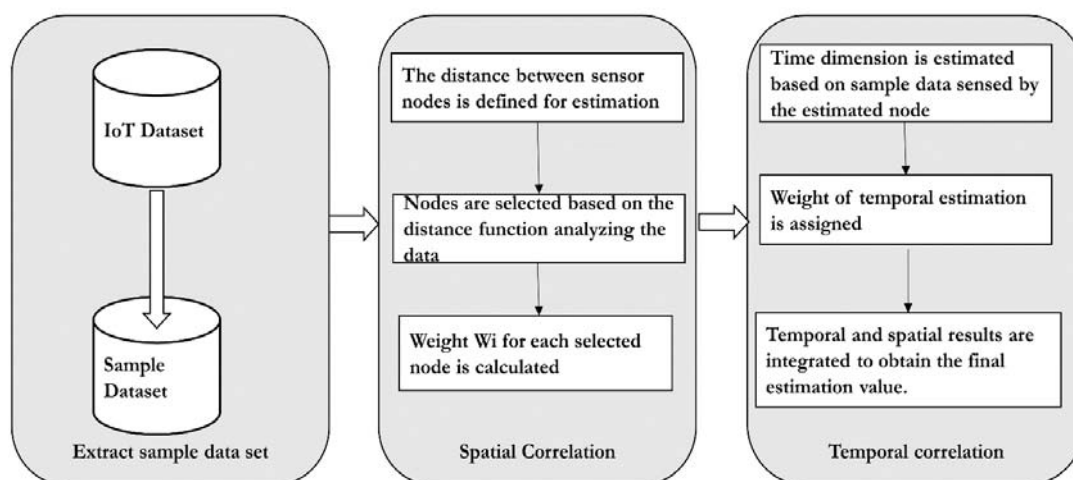 IoT Dataset
Sample
Dataset
Extract sample data set
The distance between sensor
nodes is defined for estimation
Nodes are selected based on the
distance function analyzing the
data
Weight Wi for each selected
node is calculated
Spatial Correlation
Time dimension is estimated
based on sample data sensed by
the estimated node
Weight of temporal estimation
is assigned
Temporal and spatial results are
integrated to obtain the final
estimation value.
Temporal correlation